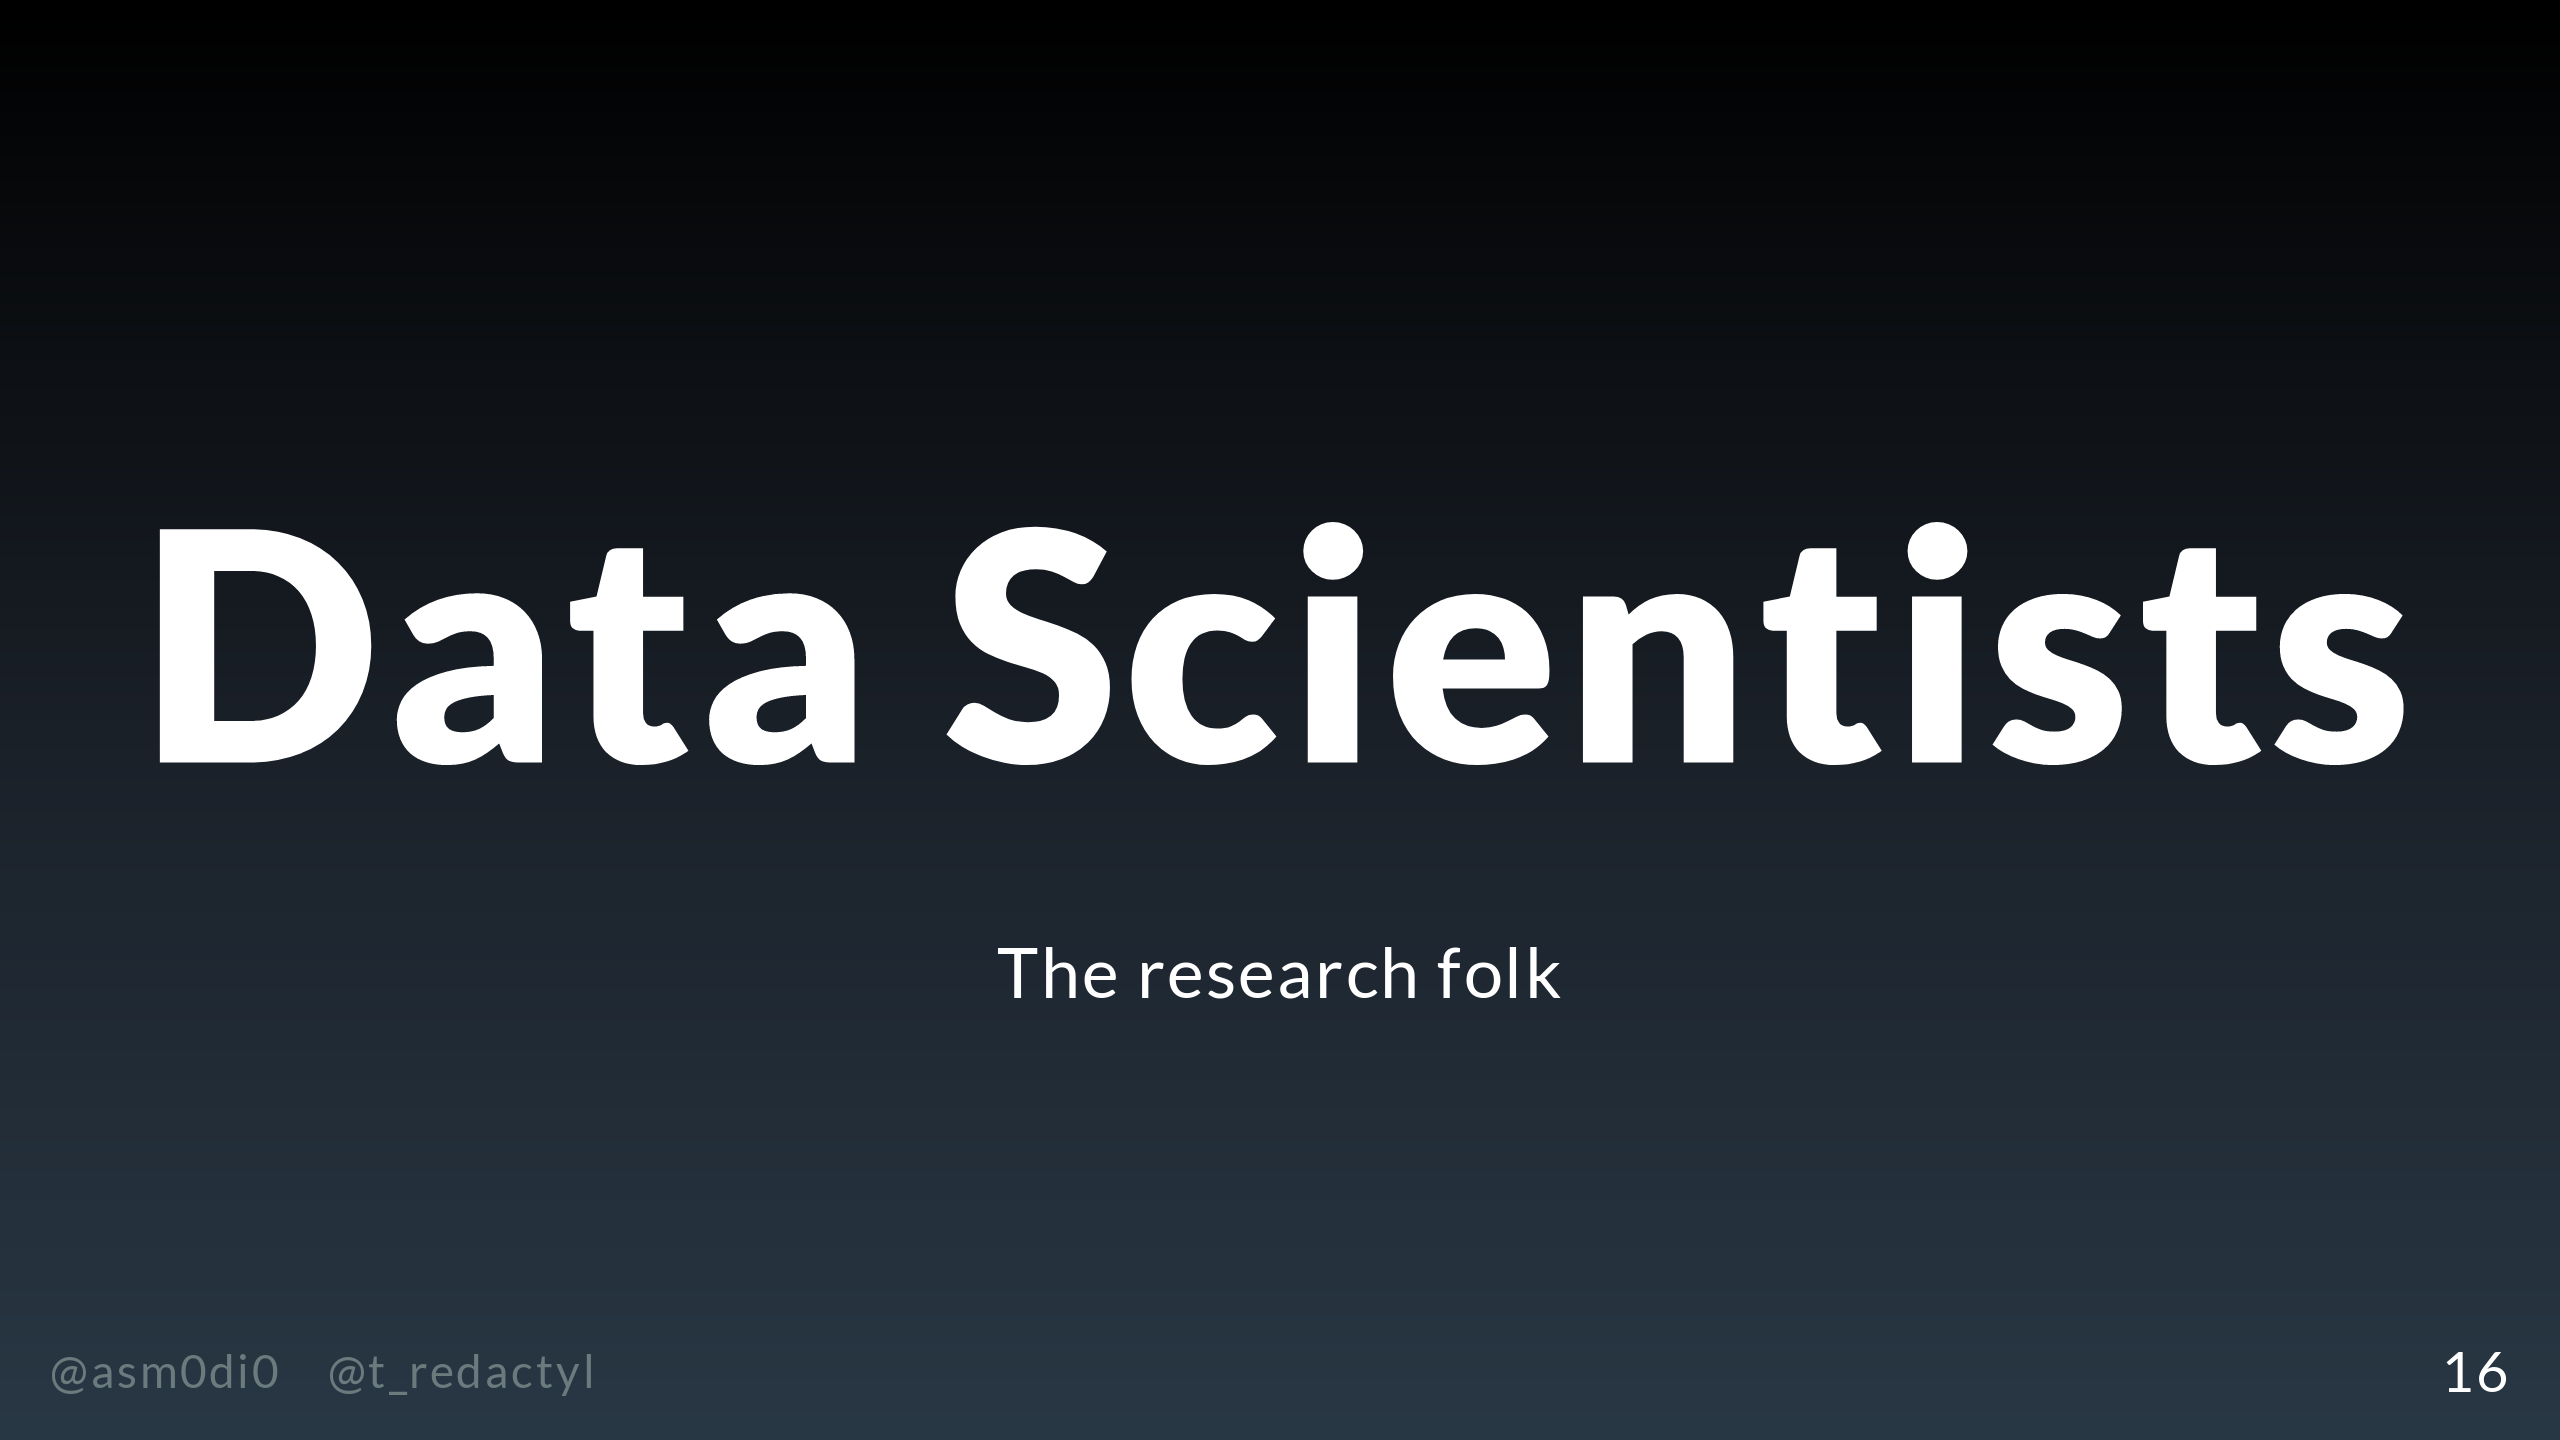 Data Scientists
The research folk
@asm0di0 @t_redactyl
16